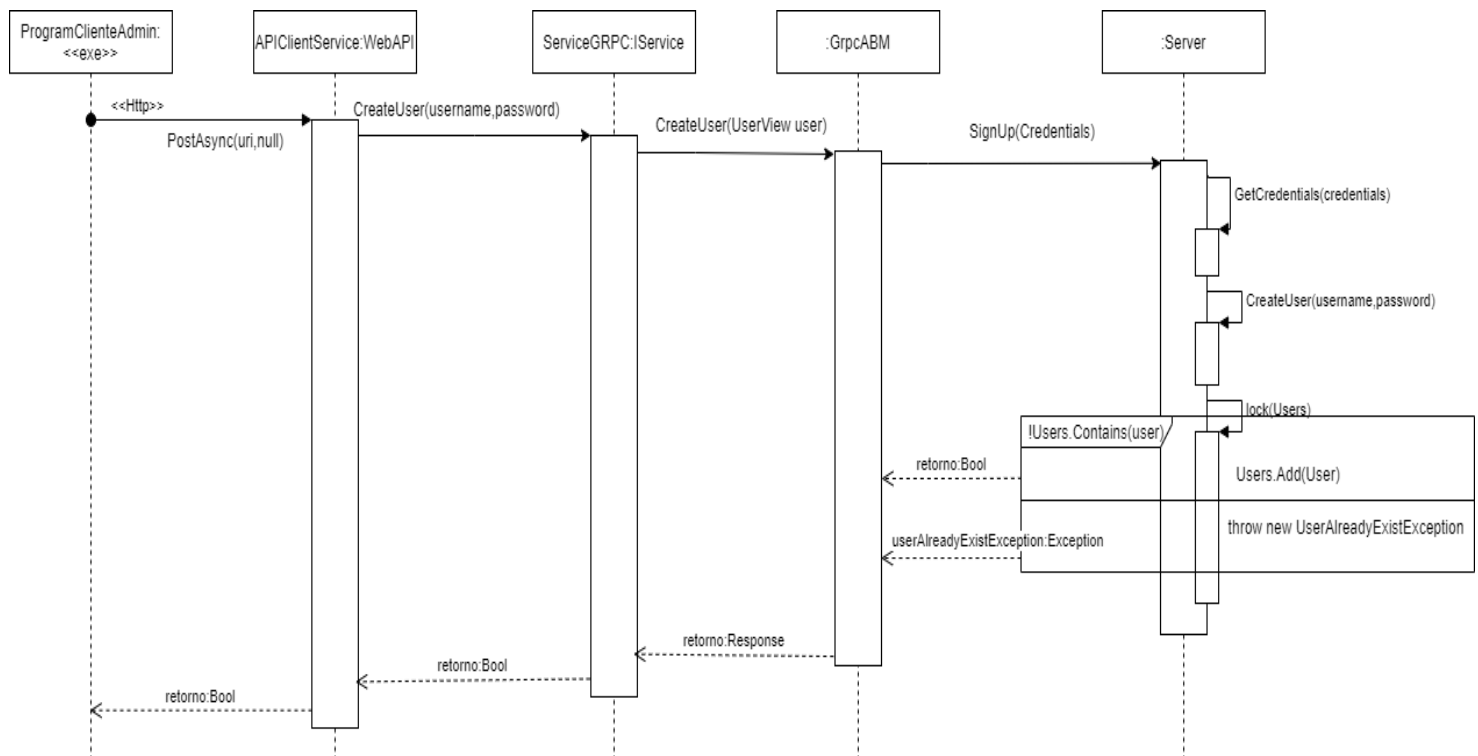 ProgramClienteAdmin:
<<exe>>
APIClientService:WebAPI
ServiceGRPC:IService
:GrpcABM
:Server
<<Http>>
PostAsync(uri,null)
CreateUser(username,password)
CreateUser(UserView user)
SignUp(Credentials)
GetCredentials(credentials)
CreateUser(username,password)
lock(Users)
!Users.Contains(user)
retorno:Bool
Users.Add(User)
throw new UserAlreadyExistException
userAlreadyExistException:Exception
retorno:Response
retorno:Bool
retorno:Bool